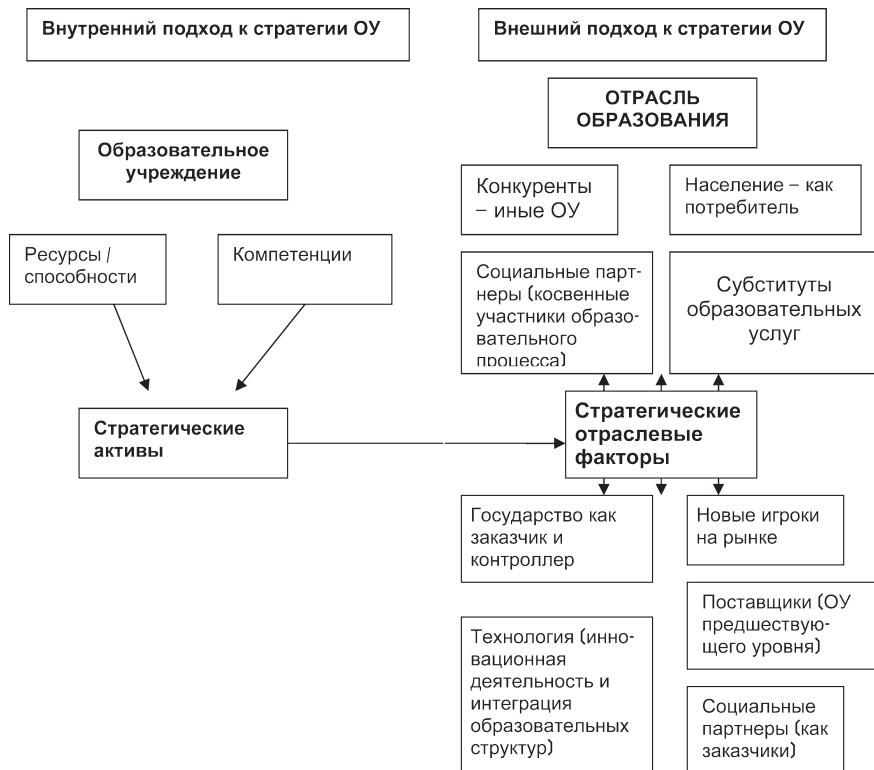 Внутренний подход к стратегии ОУ
Внешний подход к стратегии ОУ
ОТРАСЛЬ
ОБРАЗОВАНИЯ
Образовательное
учреждение
Конкуренты
– иные ОУ
Население – как
потребитель
Ресурсы /
способности
Компетенции
Социальные парт-
неры (косвенные
участники образо-
вательного
процесса)
Субституты
образовательных
услуг
Стратегические
активы
Стратегические
отраслевые
факторы
Государство как
заказчик и
контроллер
Новые игроки
на рынке
Поставщики (ОУ
предшествую-
щего уровня)
Технология (инно-
вационная
деятельность и
интеграция
образовательных
структур)
Социальные
партнеры (как
заказчики)